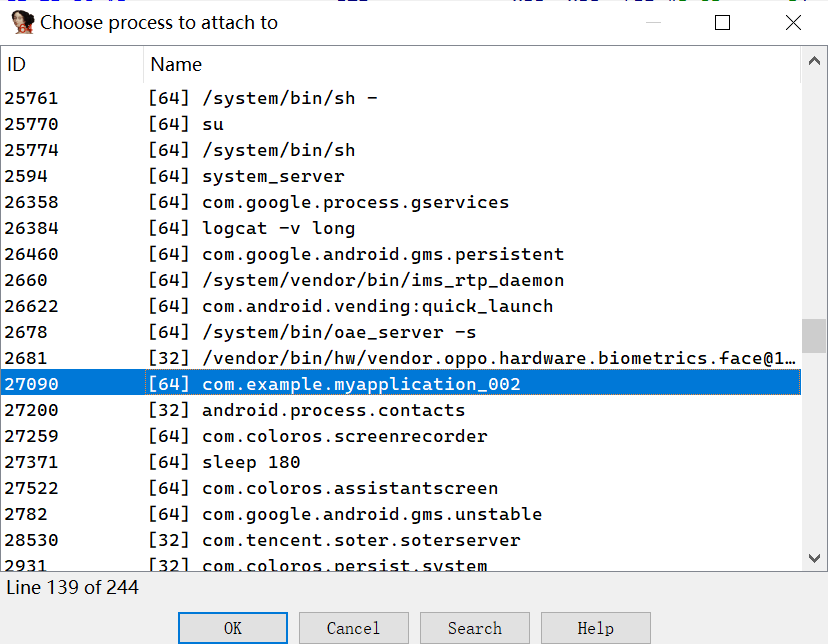 Choose process to attach to
ID Name
25761 [64] /system/bin/sh -
25770 [64] su
25774 [64] /system/bin/sh
2594 [64] system_server
26358 [64] com.google.process.gservices
26384 [64] logcat -v long
26460 [64] com.google.android.gms.persistent
2660 [64] /system/vendor/bin/ims_rtp_daemon
26622 [64] com.android.vending:quick_launch
2678 [64] /system/bin/oae_server -s
2681 [32] /vendor/bin/hw/vendor.oppo.hardware.biometrics.face@1…
27090 [64] com.example.myapplication_002
27200 [32] android.process.contacts
27259 [64] com.coloros.screenrecorder
27371 [64] sleep 180
27522 [64] com.coloros.assistantscreen
2782 [64] com.google.android.gms.unstable
28530 [32] com.tencent.soter.soterserver
2931 [32] com.coloros.persist.system
Line 139 of 244
OK Cancel Search Help